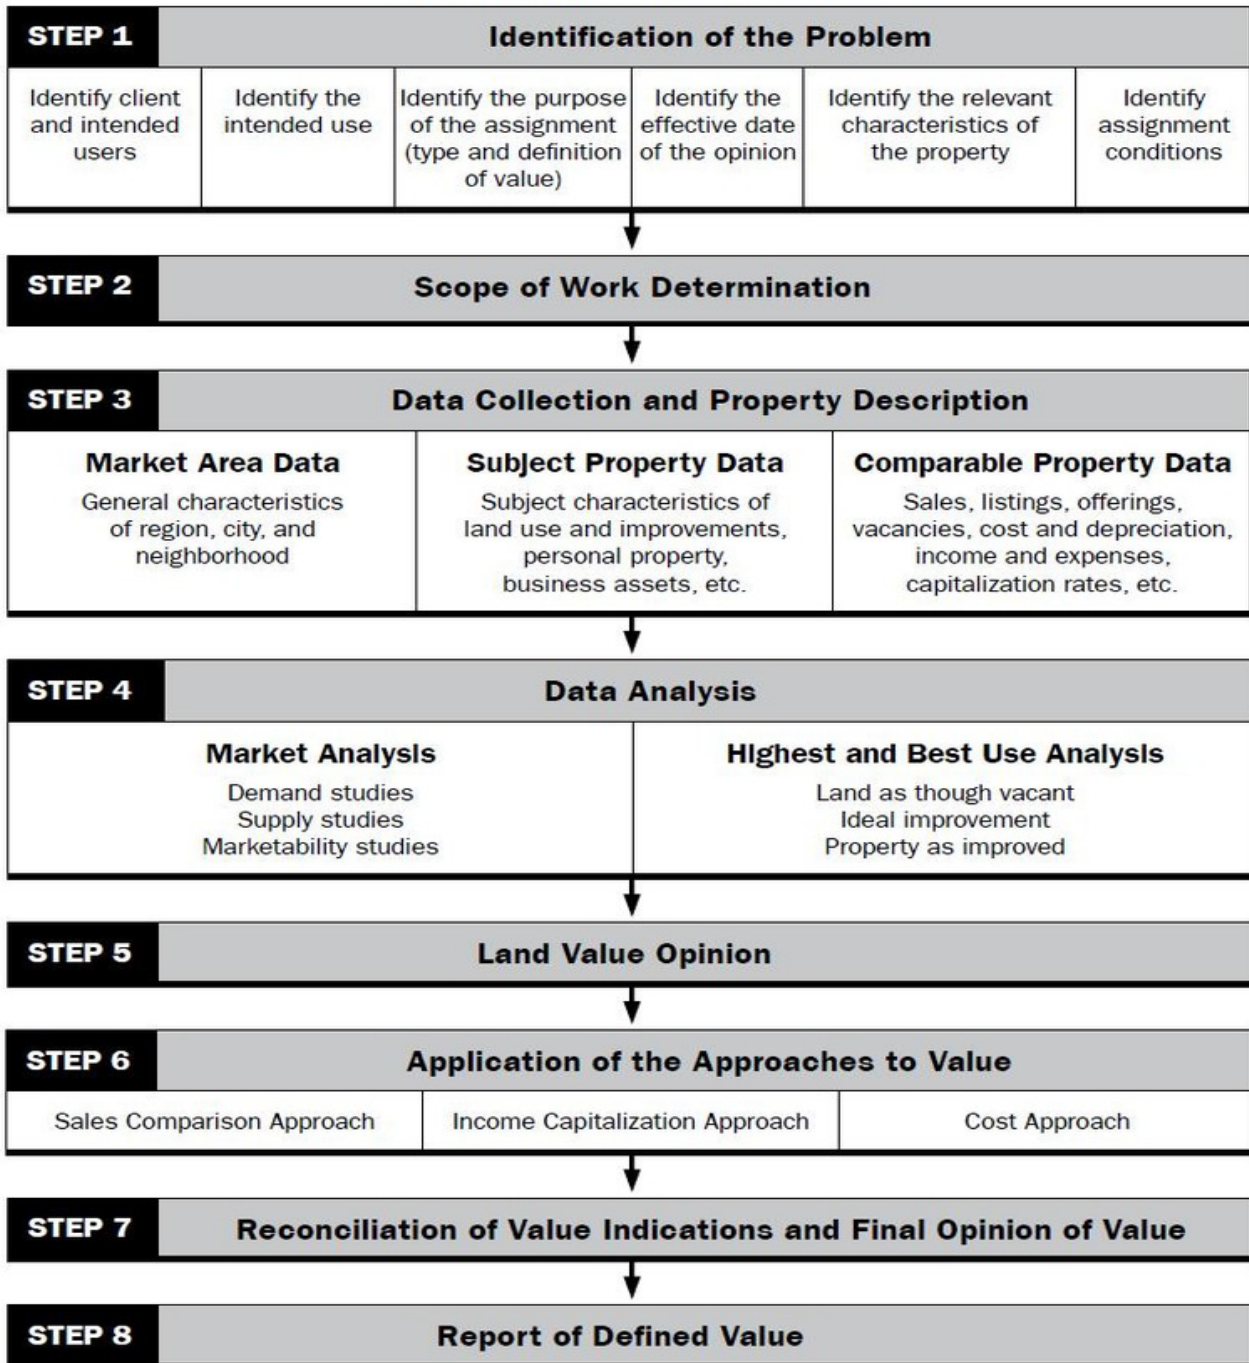 STEP 1
Identification of the Problem
Identify client
and intended
users
Identify the
intended use
Identify the purpose
of the assignment
(type and definition
of value)
Identify the
effective date
of the opinion
Identify the relevant
characteristics of
the property
Identify
assignment
conditions
STEP 2
Scope of Work Determination
STEP 3
Data Collection and Property Description
Market Area Data
General characteristics
of region, city, and
neighborhood
Subject Property Data
Subject characteristics of
land use and improvements,
personal property,
business assets, etc.
Comparable Property Data
Sales, listings, offerings,
vacancies, cost and depreciation,
income and expenses,
capitalization rates, etc.
STEP 4
Data Analysis
Market Analysis
Demand studies
Supply studies
Marketability studies
Highest and Best Use Analysis
Land as though vacant
Ideal improvement
Property as improved
STEP 5
Land Value Opinion
STEP 6
Application of the Approaches to Value
Sales Comparison Approach
Income Capitalization Approach
Cost Approach
STEP 7
Reconciliation of Value Indications and Final Opinion of Value
STEP 8
Report of Defined Value